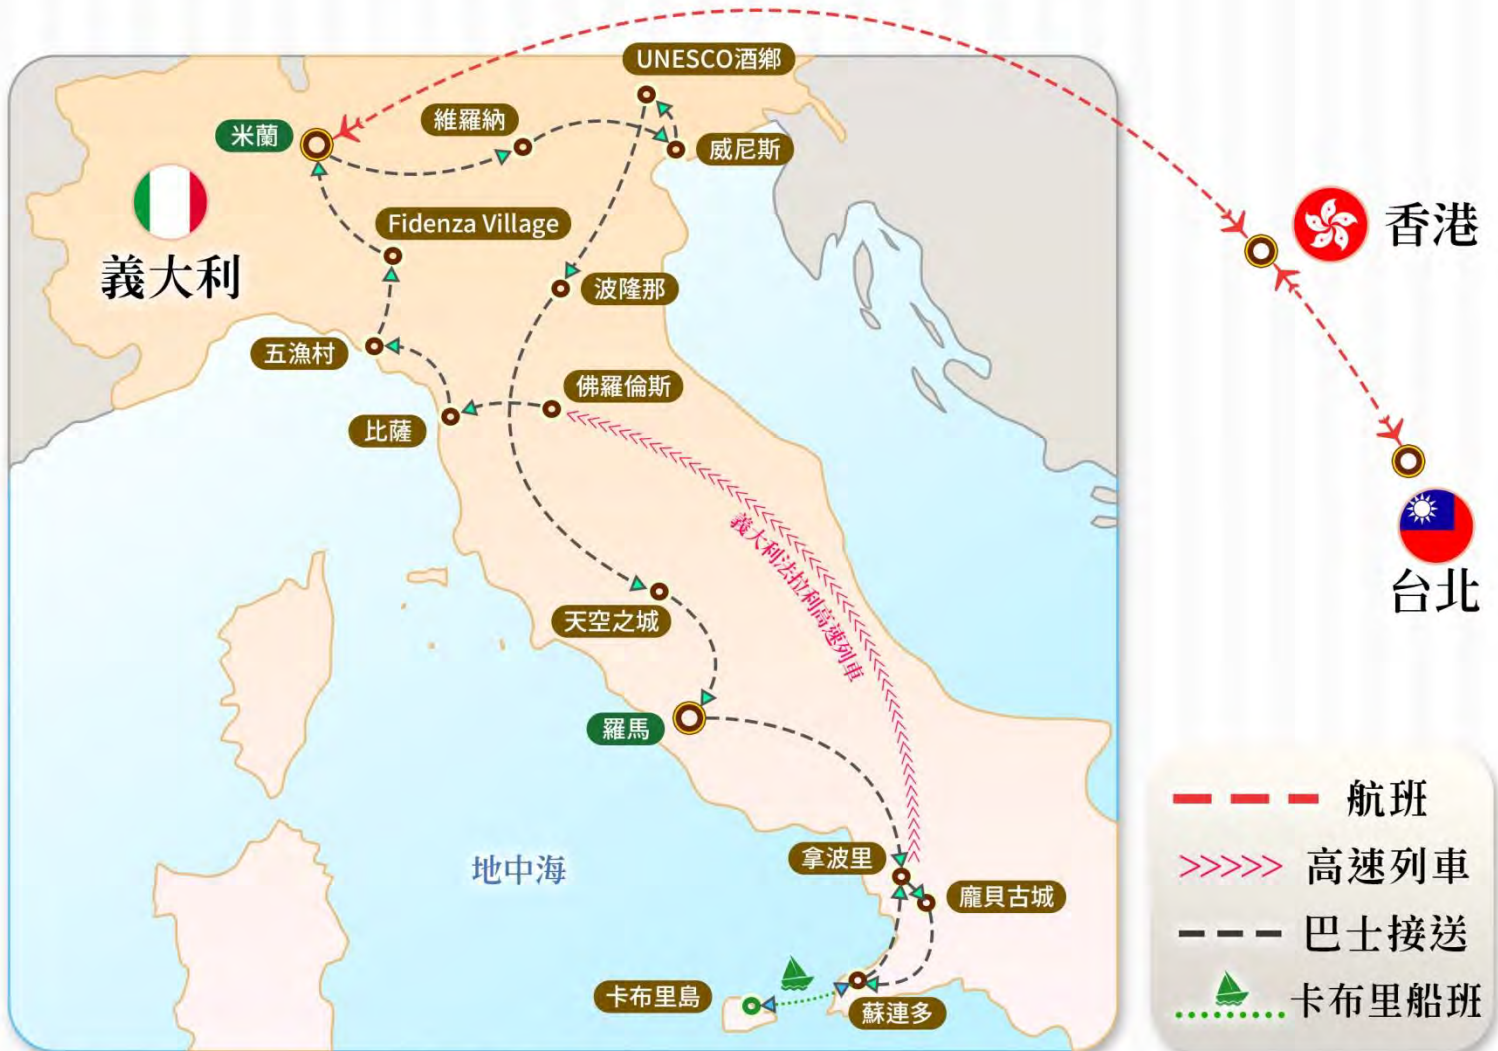 UNESCO酒鄉
維羅納
米蘭
威尼斯
Fidenza Village
香港
義大利
波隆那
五漁村
佛羅倫斯
比薩
義大利法拉利高速列車
台北
天空之城
羅馬
航班
拿波里
地中海
高速列車
龐貝古城
巴士接送
卡布里島
蘇連多
卡布里船班